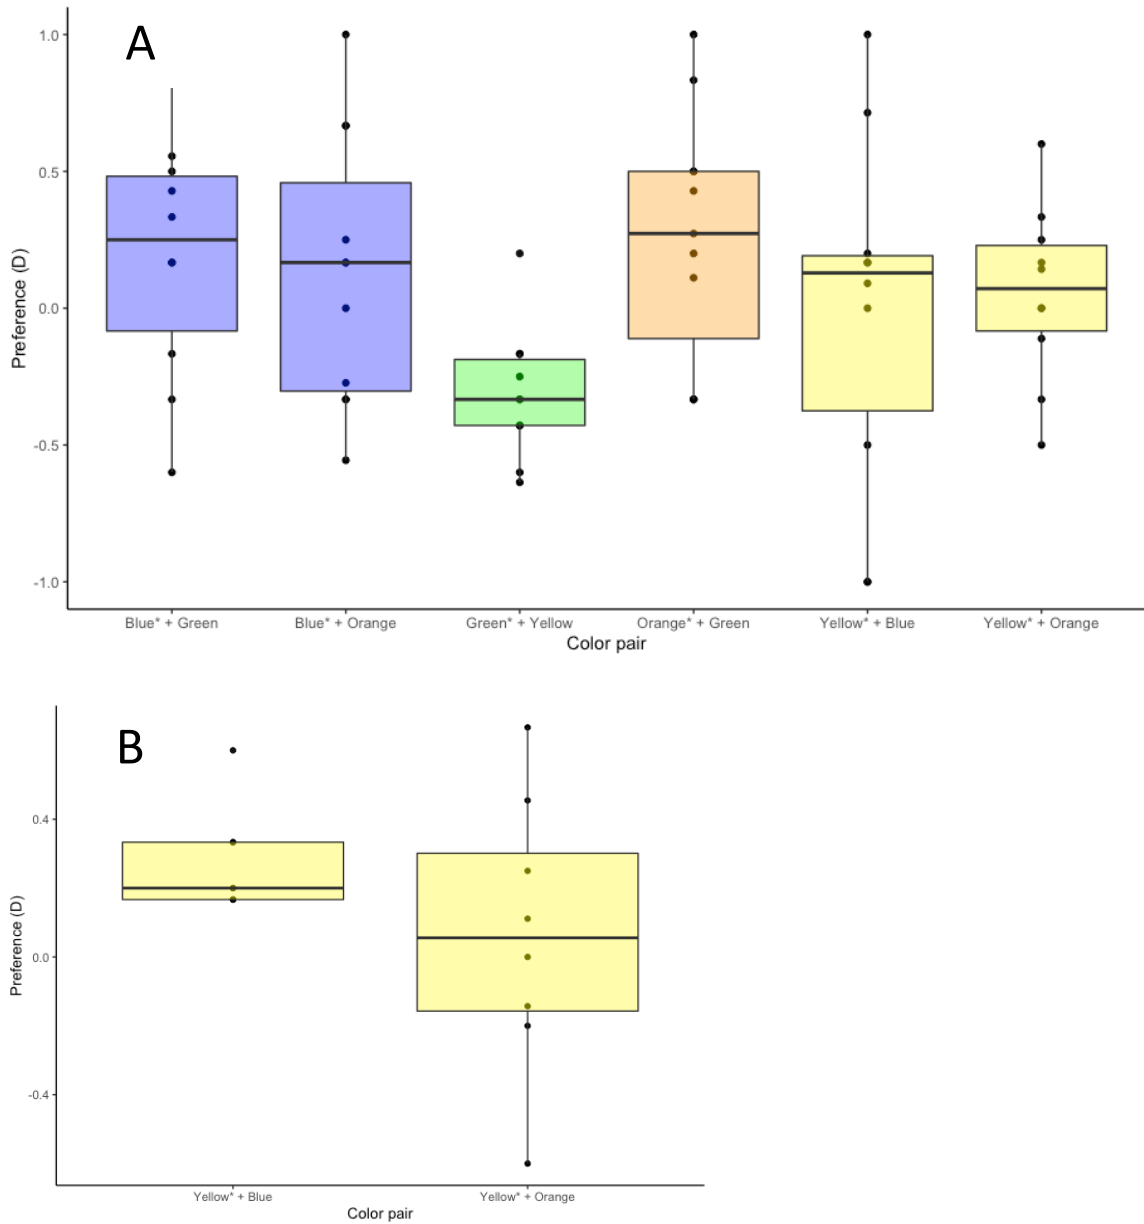 A
1.0
0.5
0.0
-0.5
-1.0
Preference (D)
Blue* + Green
Blue* + Orange
Green* + Yellow
Orange* + Green
Yellow* + Blue
Yellow* + Orange
Color pair
B
0.4
0.0
-0.4
Preference (D)
Yellow* + Blue
Yellow* + Orange
Color pair